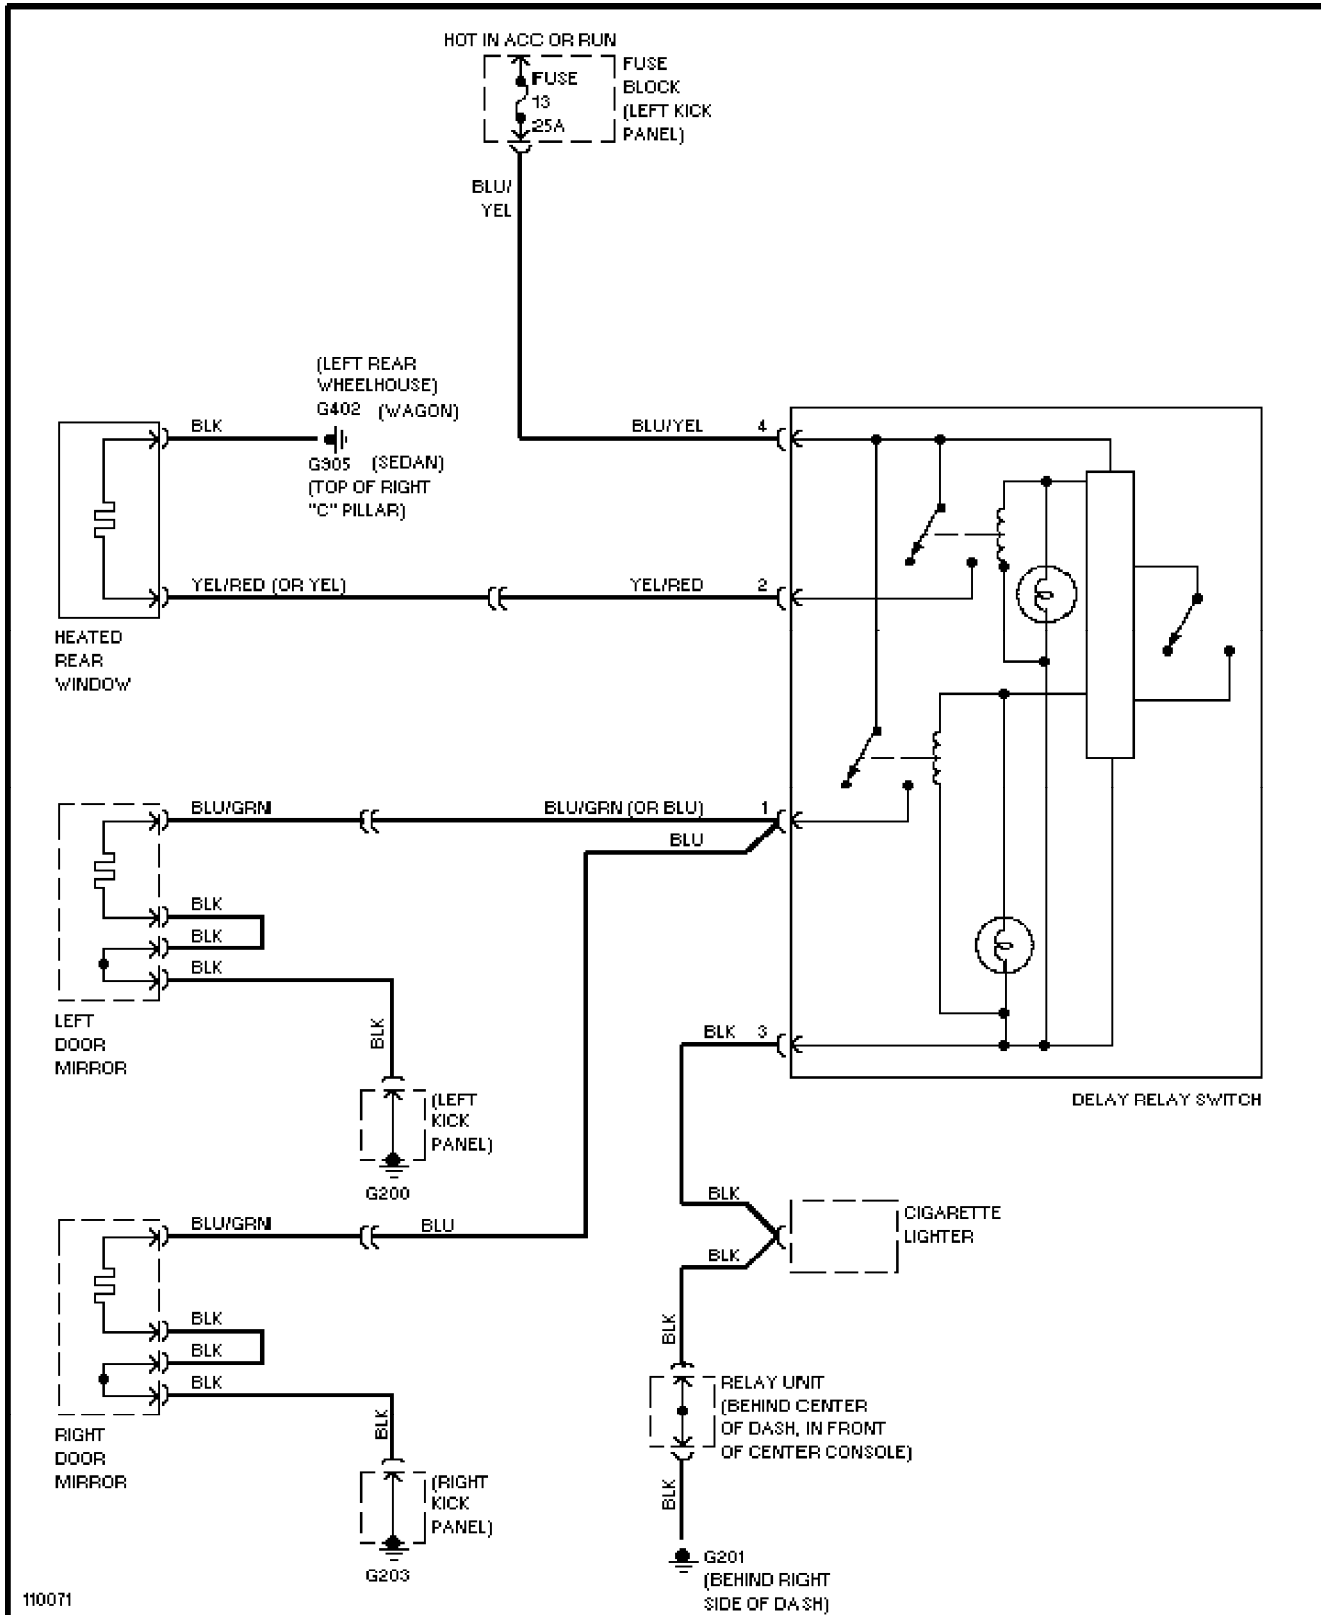 HOT IN ACC OR RUN
FUSE
13
25A
FUSE
BLOCK
(LEFT KICK
PANEL)
BLU/
YEL
(LEFT REAR
WHEELHOUSE)
G402 (WAGON)
BLK
G905 (SEDAN)
(TOP OF RIGHT
"C" PILLAR)
BLU/YEL 4
YEL/RED (OR YEL)
YEL/RED 2
HEATED
REAR
WINDOW
BLU/GRN
BLU/GRN (OR BLU) 1
BLU
BLK
BLK
BLK
LEFT
DOOR
MIRROR
BLK
(LEFT
KICK
PANEL)
G200
BLK 3
DELAY RELAY SWITCH
BLK
BLK
CIGARETTE
LIGHTER
BLU/GRN
BLU
BLK
BLK
BLK
RIGHT
DOOR
MIRROR
BLK
(RIGHT
KICK
PANEL)
G203
BLK
RELAY UNIT
(BEHIND CENTER
OF DASH, IN FRONT
OF CENTER CONSOLE)
BLK
G201
(BEHIND RIGHT
SIDE OF DASH)
110071